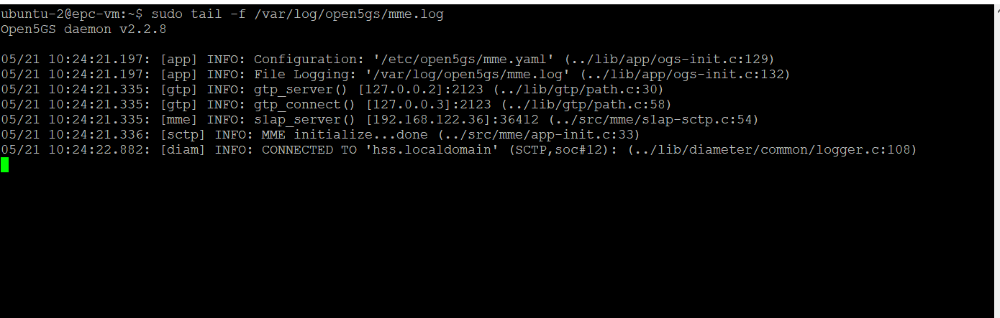 ubuntu-2@epc-vm:~$ sudo tail -f /var/log/open5gs/mme.log
Open5GS daemon v2.2.8
05/21 10:24:21.197: [app] INFO: Configuration: '/etc/open5gs/mme.yaml' (../lib/app/ogs-init.c:129)
05/21 10:24:21.197: [app] INFO: File Logging: '/var/log/open5gs/mme.log' (../lib/app/ogs-init.c:132)
05/21 10:24:21.335: [gtp] INFO: gtp_server() [127.0.0.2]:2123 (../lib/gtp/path.c:30)
05/21 10:24:21.335: [gtp] INFO: gtp_connect() [127.0.0.3]:2123 (../lib/gtp/path.c:58)
05/21 10:24:21.335: [mme] INFO: s1ap_server() [192.168.122.36]:36412 (../src/mme/s1ap-sctp.c:54)
05/21 10:24:21.336: [sctp] INFO: MME initialize...done (../src/mme/app-init.c:33)
05/21 10:24:22.882: [diam] INFO: CONNECTED TO 'hss.localdomain' (SCTP,soc#12): (../lib/diameter/common/logger.c:108)